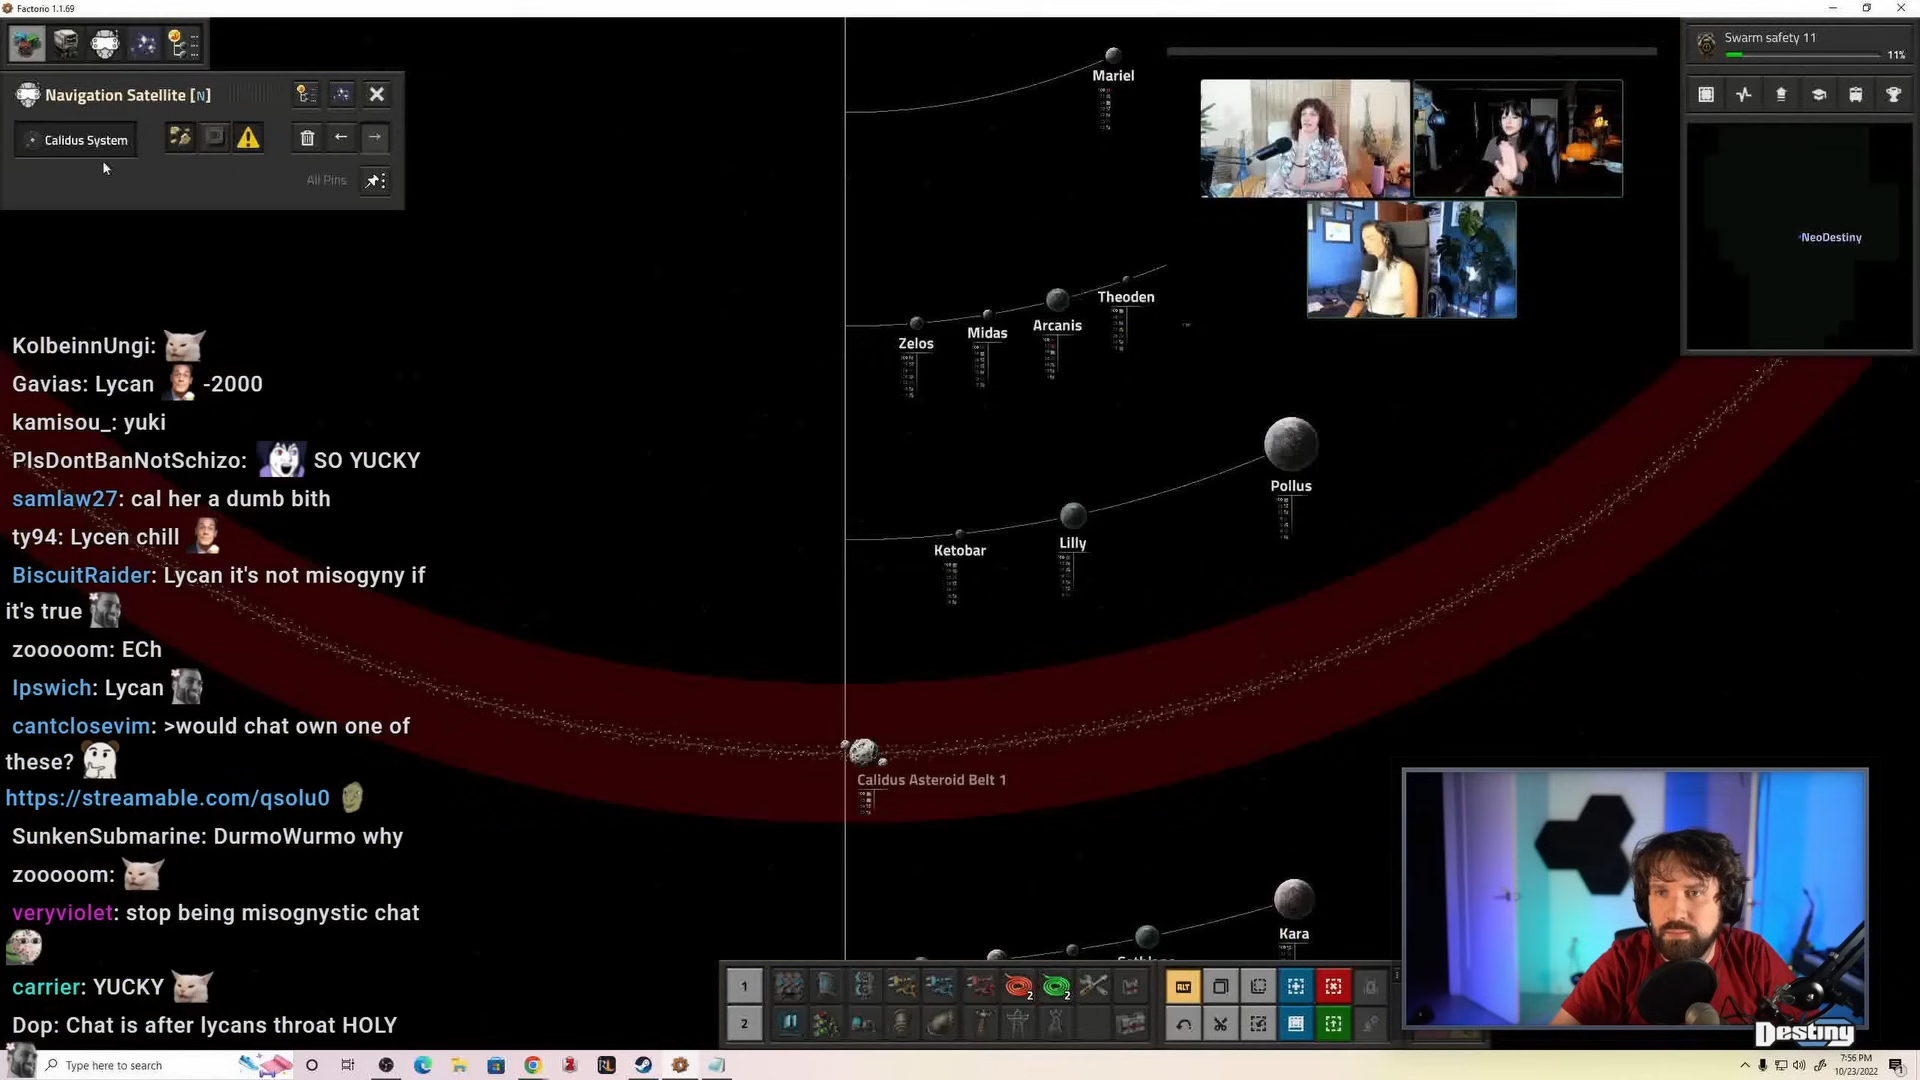 Factorio 1.1.69
Navigation Satellite [N]
Calidus System
All Pins
Swarm safety 11
11%
NeoDestiny
Mariel
Zelos
Midas
Arcanis
Theoden
Ketobar
Lilly
Pollus
Calidus Asteroid Belt 1
Kara
KolbeinnUngi:
Gavias: Lycan -2000
kamisou_: yuki
PlsDontBanNotSchizo: SO YUCKY
samlaw27: cal her a dumb bith
ty94: Lycen chill
BiscuitRaider: Lycan it's not misogyny if
it's true
zooooom: ECh
Ipswich: Lycan
cantclosevim: >would chat own one of
these?
https://streamable.com/qsolu0
SunkenSubmarine: DurmoWurmo why
zooooom:
veryviolet: stop being misognystic chat
carrier: YUCKY
Dop: Chat is after lycans throat HOLY
1
2
2
2
ALT
Destiny
Type here to search
7:56 PM
10/23/2022